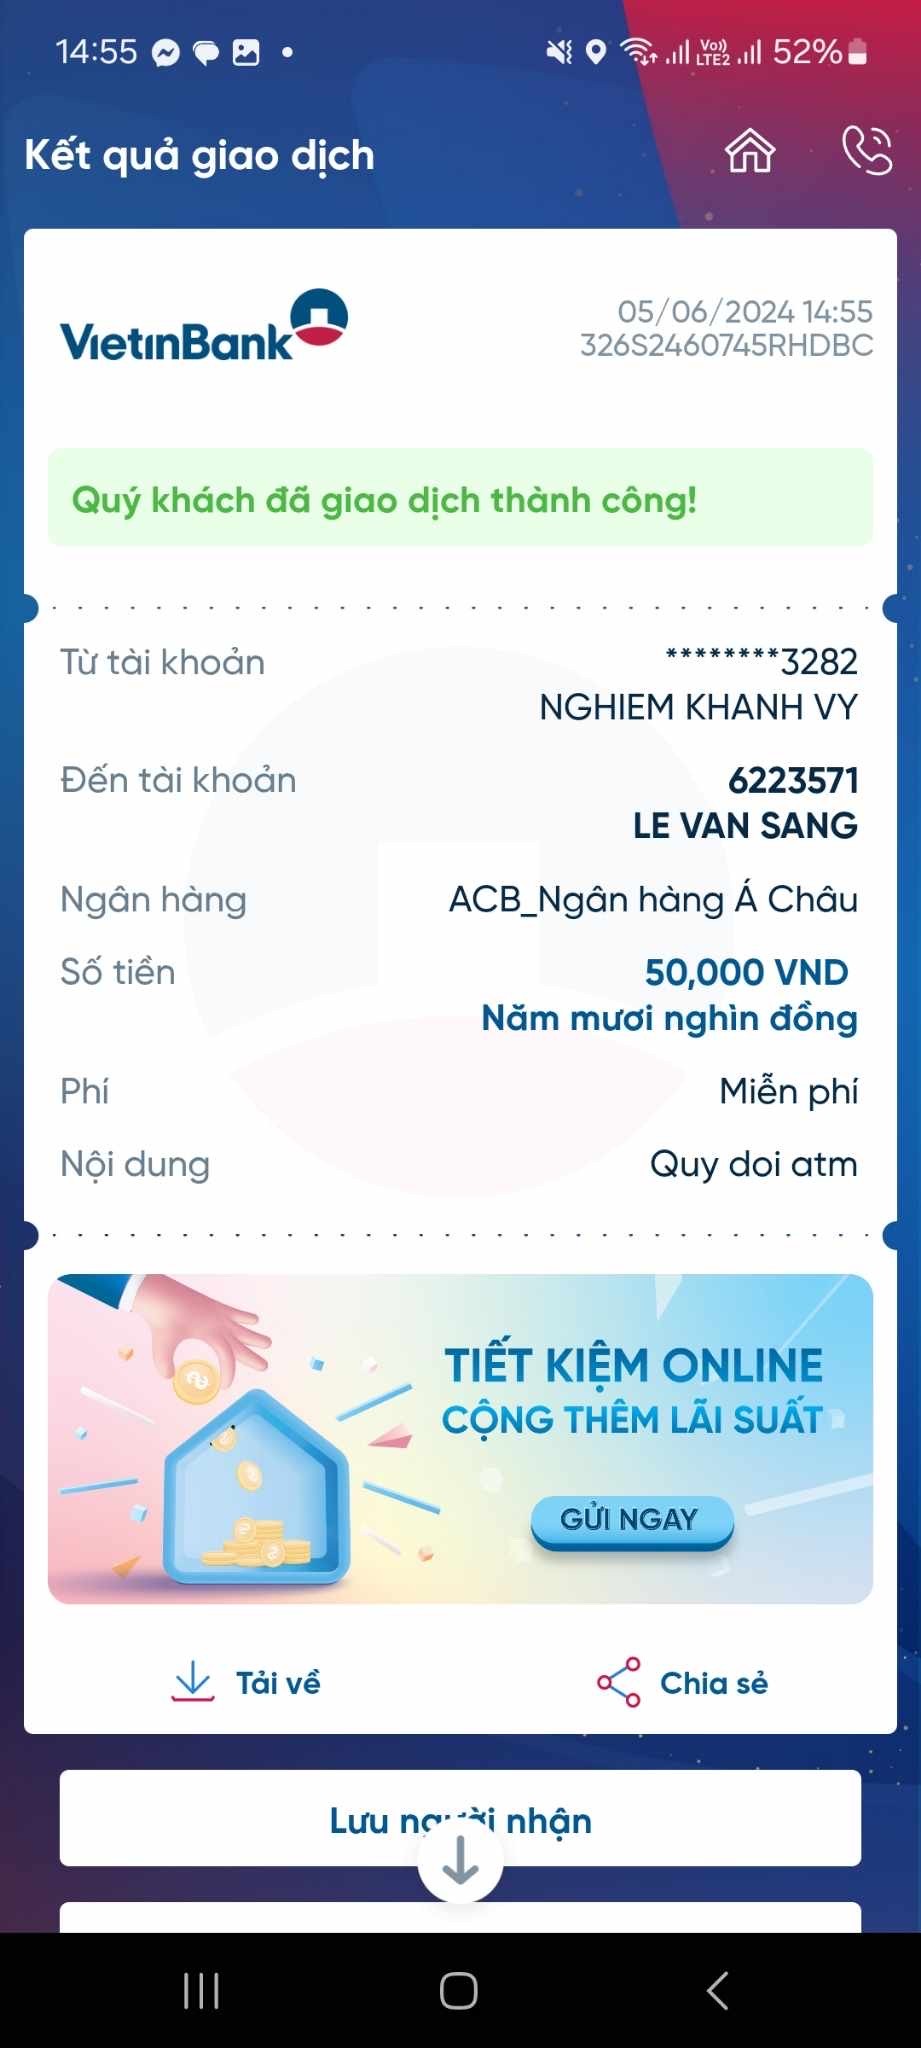 14:55
Vo))
LTE2
52%
Kết quả giao dịch
VietinBank
05/06/2024 14:55
326S2460745RHDBC
Quý khách đã giao dịch thành công!
Từ tài khoản
********3282
NGHIEM KHANH VY
Đến tài khoản
6223571
LE VAN SANG
Ngân hàng
ACB_Ngân hàng Á Châu
Số tiền
50,000 VND
Năm mươi nghìn đồng
Phí
Miễn phí
Nội dung
Quy doi atm
TIẾT KIỆM ONLINE
CỘNG THÊM LÃI SUẤT
GỬI NGAY
Tải về
Chia sẻ
Lưu người nhận